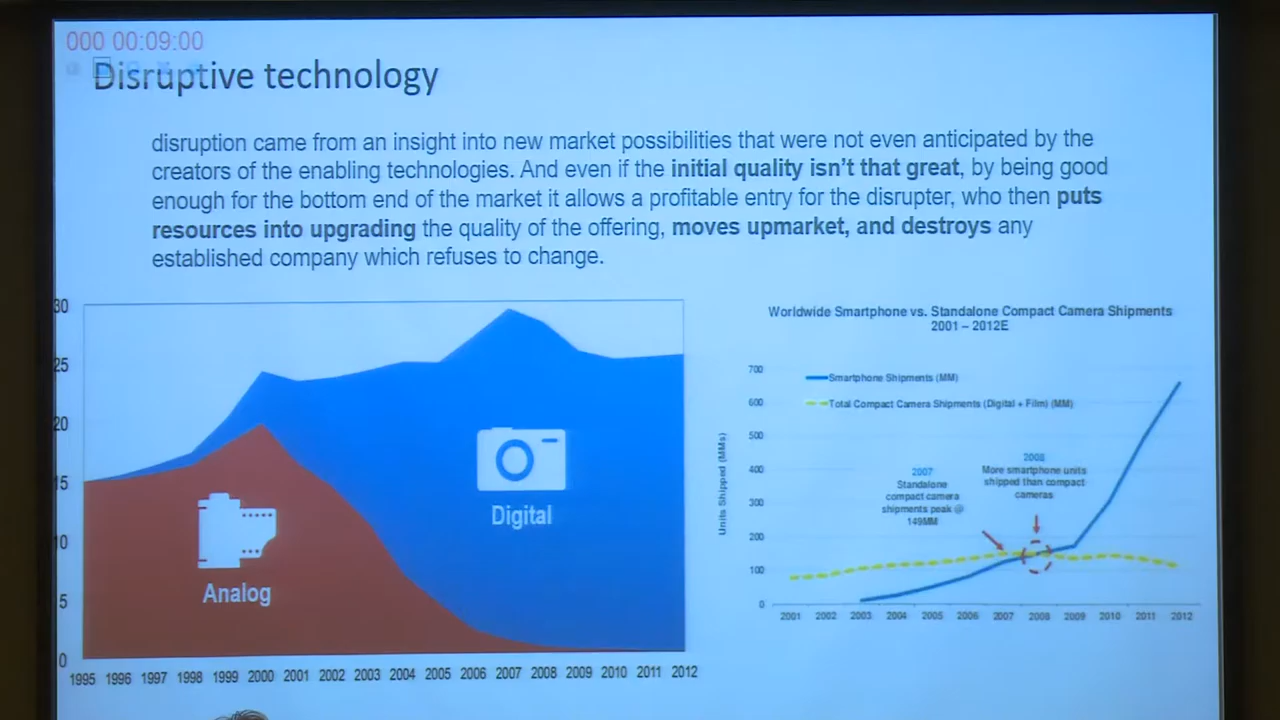 000 00:09:00
Disruptive technology
disruption came from an insight into new market possibilities that were not even anticipated by the
creators of the enabling technologies. And even if the initial quality isn't that great, by being good
enough for the bottom end of the market it allows a profitable entry for the disrupter, who then puts
resources into upgrading the quality of the offering, moves upmarket, and destroys any
established company which refuses to change.
30
25
20
15
10
5
0
Analog
Digital
1995 1996 1997 1998 1999 2000 2001 2002 2003 2004 2005 2006 2007 2008 2009 2010 2011 2012
Worldwide Smartphone vs. Standalone Compact Camera Shipments
2001 – 2012E
Smartphone Shipments (MM)
Total Compact Camera Shipments (Digital + Film) (MM)
Units Shipped (MMs)
700
600
500
400
300
200
100
0
2007
Standalone
compact camera
shipments peak @
149MM
2008
More smartphone units
shipped than compact
cameras
2001 2002 2003 2004 2005 2006 2007 2008 2009 2010 2011 2012